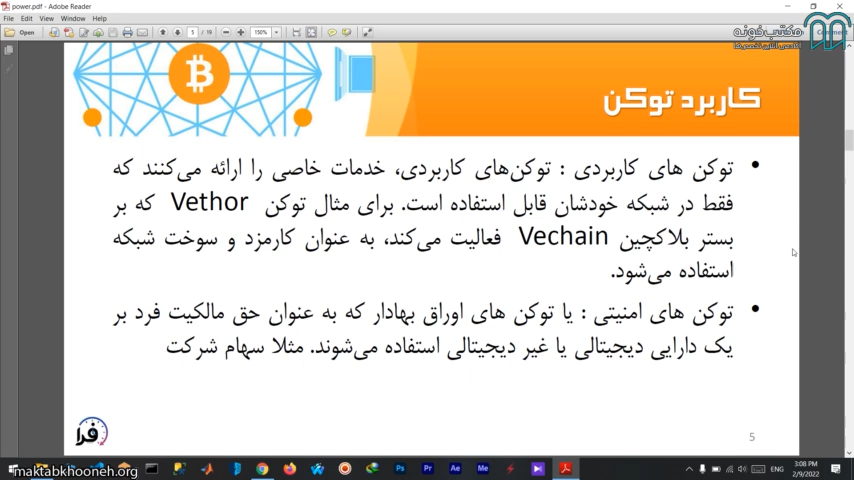 power.pdf - Adobe Reader
File Edit View Window Help
Open 5 / 19 150% Comment
مکتب‌خونه
کاربرد توکن
• توکن های کاربردی : توکن‌های کاربردی، خدمات خاصی را ارائه می‌کنند که
فقط در شبکه خودشان قابل استفاده است. برای مثال توکن Vethor که بر
بستر بلاکچین Vechain فعالیت می‌کند، به عنوان کارمزد و سوخت شبکه
استفاده می‌شود.
• توکن های امنیتی : یا توکن های اوراق بهادار که به عنوان حق مالکیت فرد بر
یک دارایی دیجیتالی یا غیر دیجیتالی استفاده می‌شوند. مثلا سهام شرکت
فرا
5
maktabkhooneh.org
Ps Pr Ae Me
ENG
3:08 PM
2/9/2022